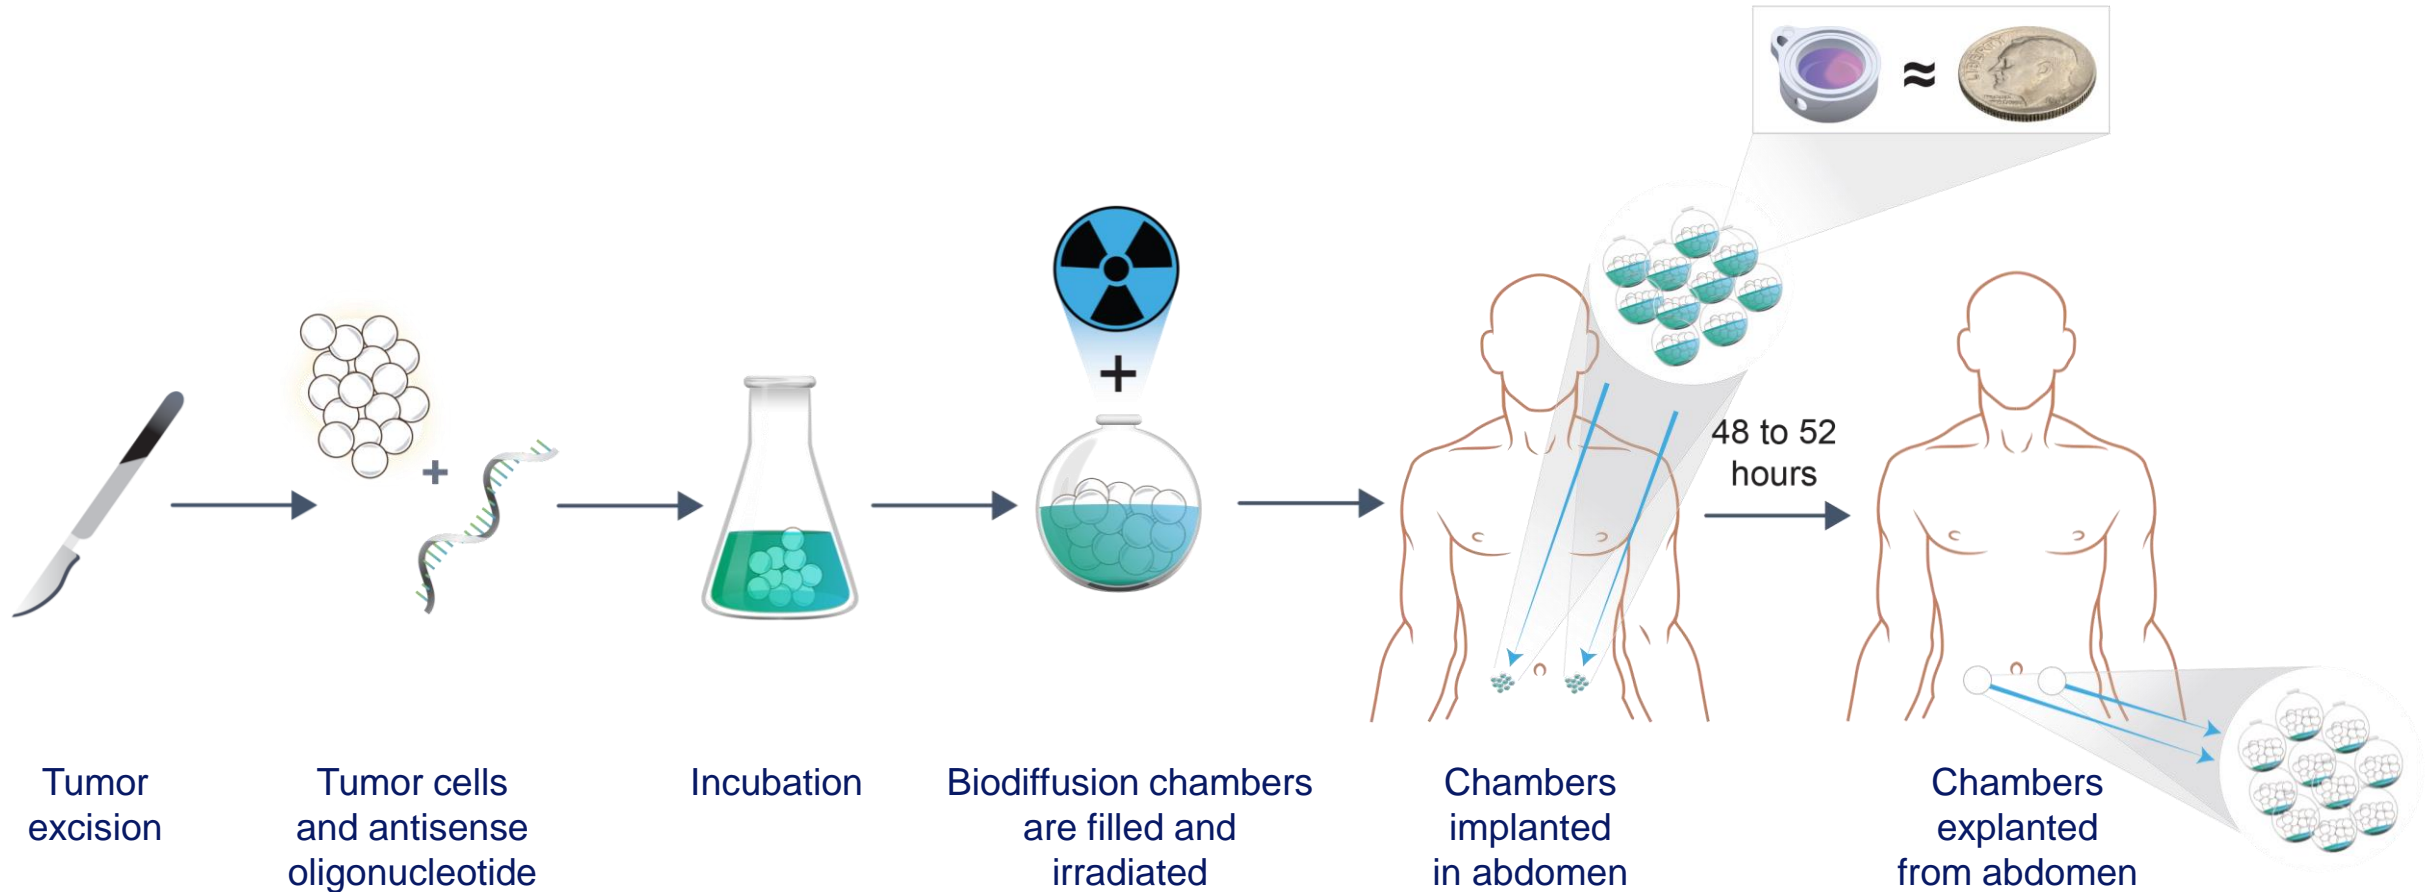 LIBERTY
≈
+
+
48 to 52
hours
Tumor
excision
Tumor cells
and antisense
oligonucleotide
Incubation
Biodiffusion chambers
are filled and
irradiated
Chambers
implanted
in abdomen
Chambers
explanted
from abdomen